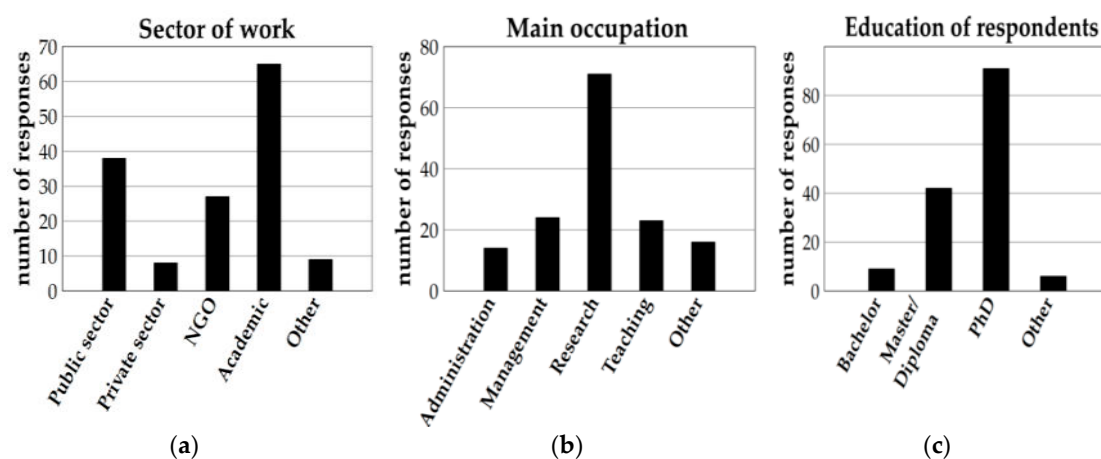 Sector of work
number of responses
70
60
50
40
30
20
10
0
Public sector
Private sector
NGO
Academic
Other
(a)
Main occupation
number of responses
80
60
40
20
0
Administration
Management
Research
Teaching
Other
(b)
Education of respondents
number of responses
80
60
40
20
0
Bachelor
Master/
Diploma
PhD
Other
(c)